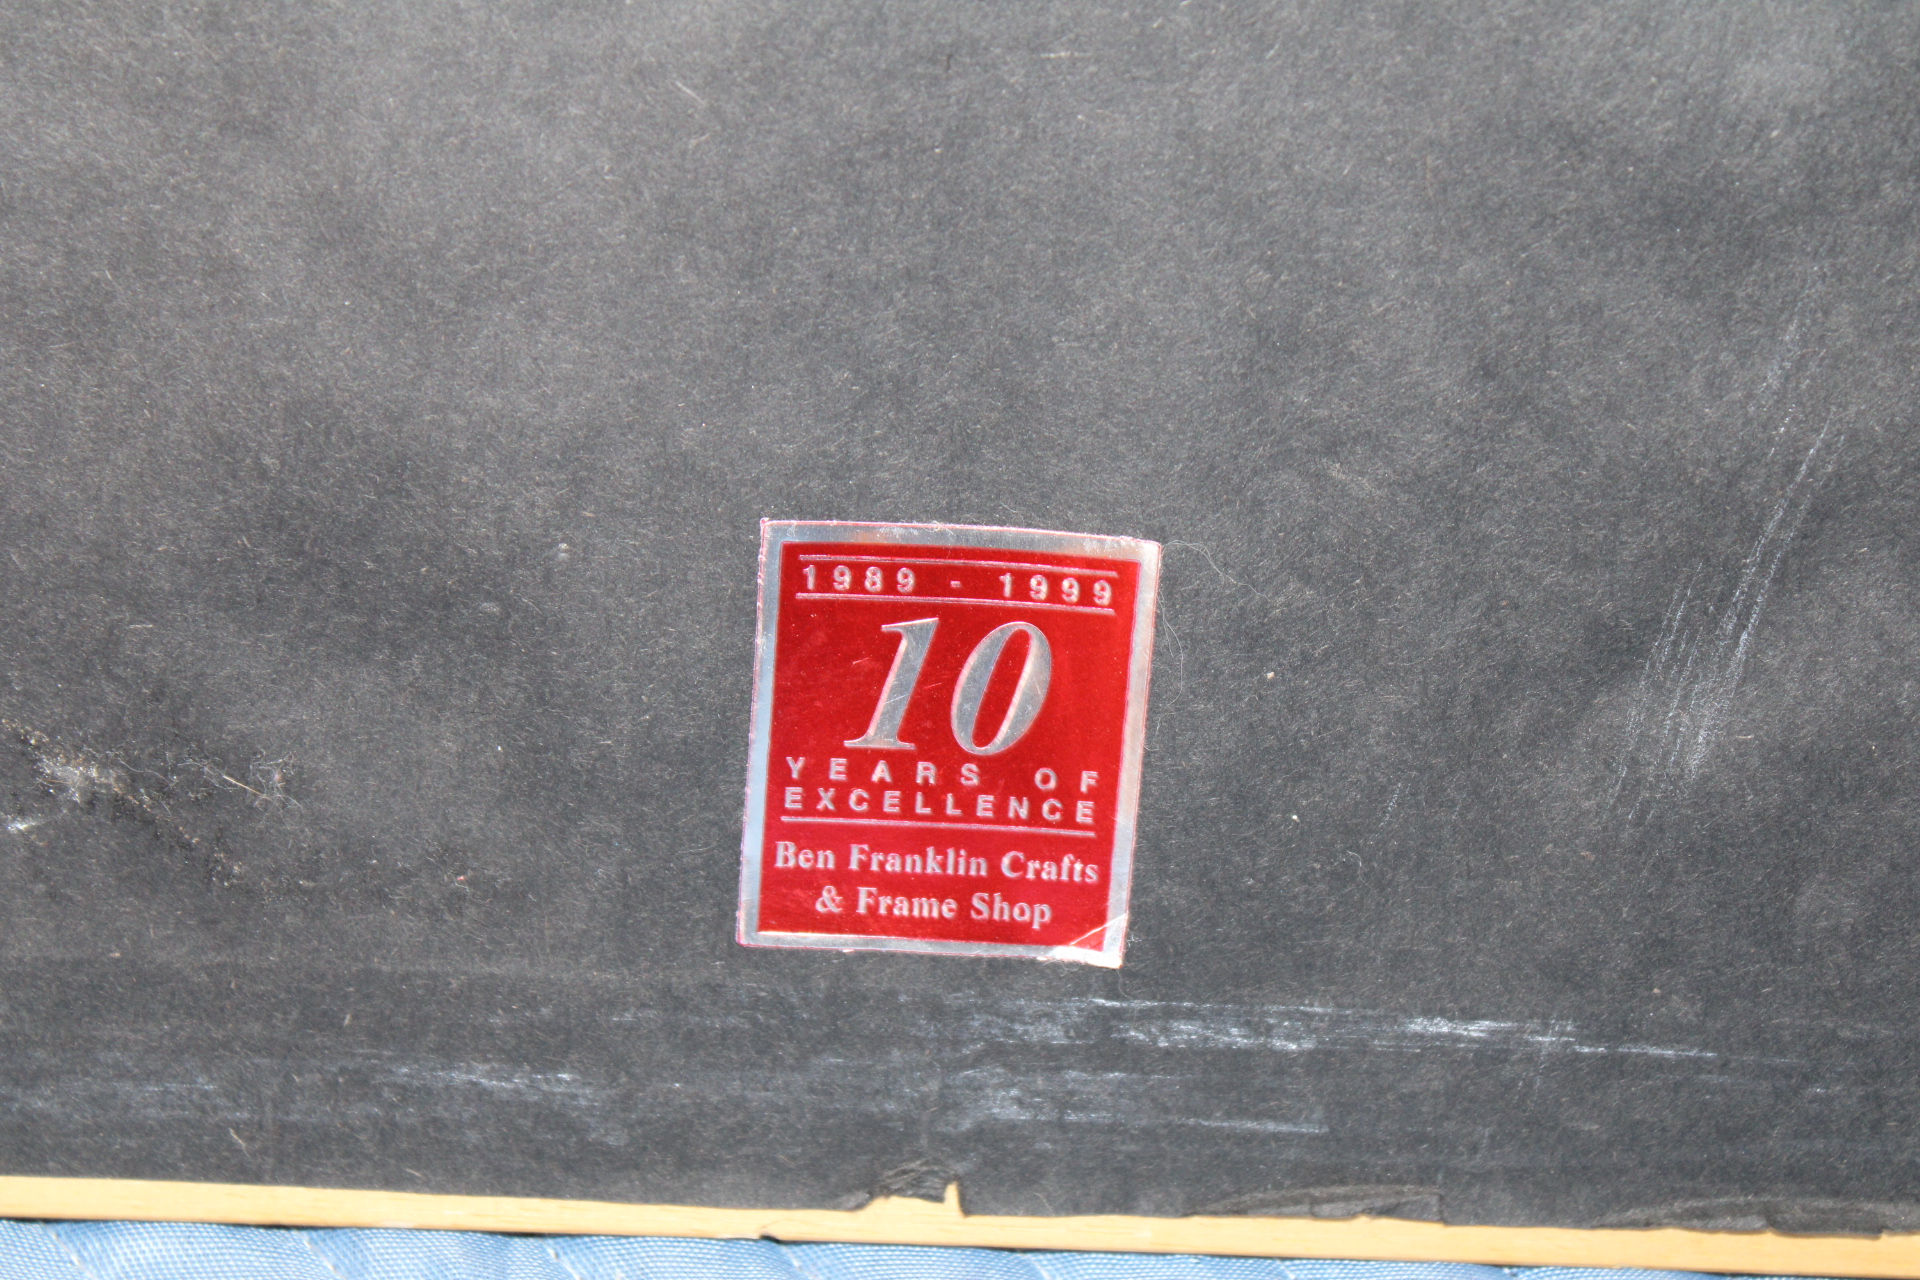 1989 - 1999
10
YEARS OF
EXCELLENCE
Ben Franklin Crafts
& Frame Shop